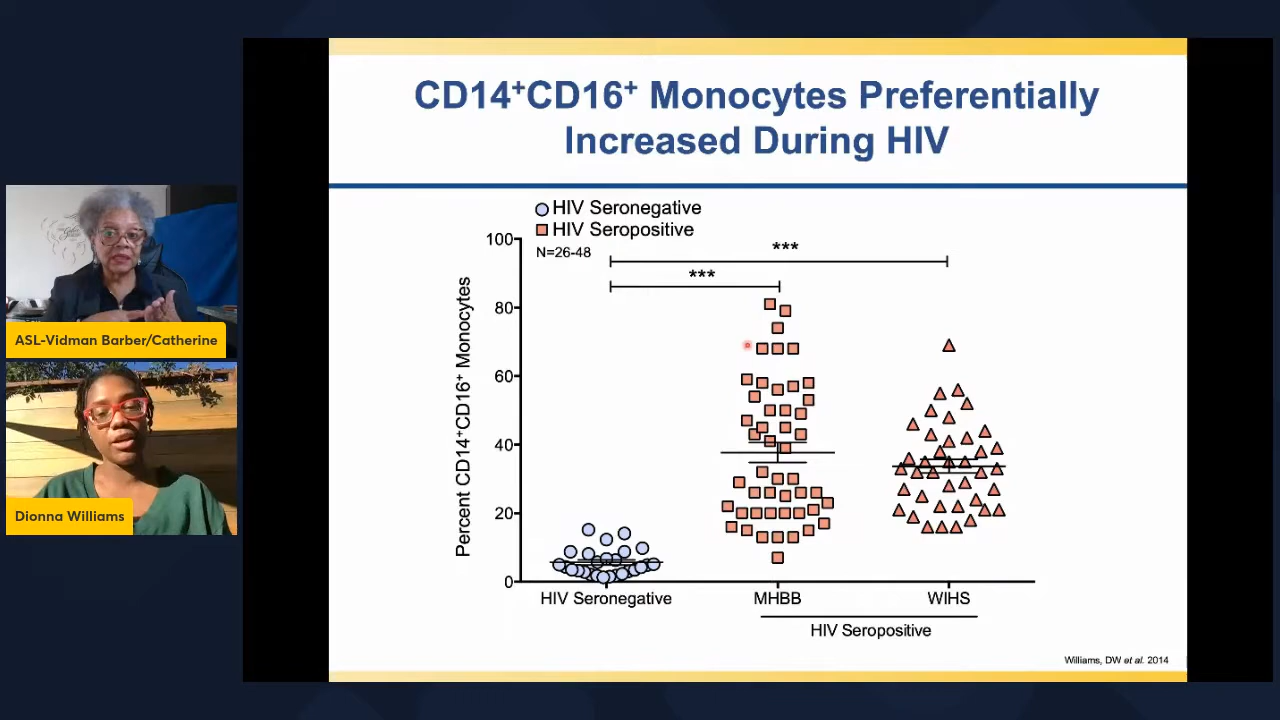 CD14⁺CD16⁺ Monocytes Preferentially
Increased During HIV
HIV Seronegative
HIV Seropositive
N=26-48
***
***
Percent CD14⁺CD16⁺ Monocytes
100
80
60
40
20
0
HIV Seronegative
MHBB
WIHS
HIV Seropositive
Williams, DW et al. 2014
ASL-Vidman Barber/Catherine
Dionna Williams